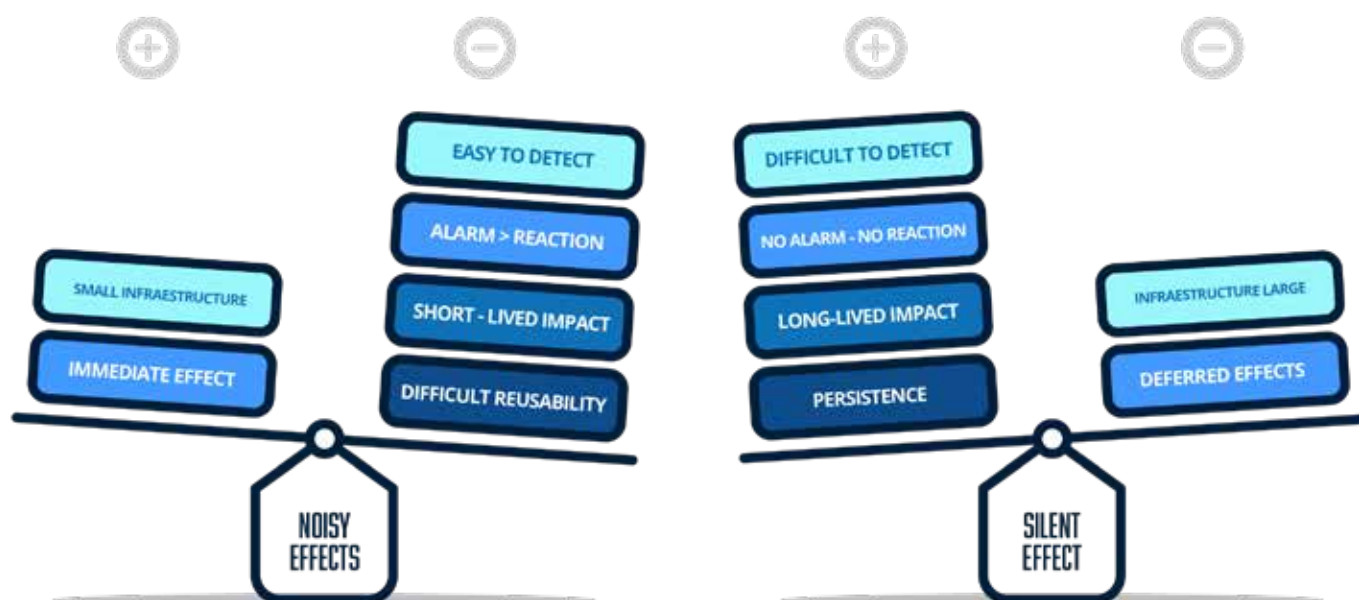 SMALL INFRAESTRUCTURE
IMMEDIATE EFFECT
EASY TO DETECT
ALARM > REACTION
SHORT - LIVED IMPACT
DIFFICULT REUSABILITY
NOISY
EFFECTS
DIFFICULT TO DETECT
NO ALARM - NO REACTION
LONG-LIVED IMPACT
PERSISTENCE
INFRAESTRUCTURE LARGE
DEFERRED EFFECTS
SILENT
EFFECT